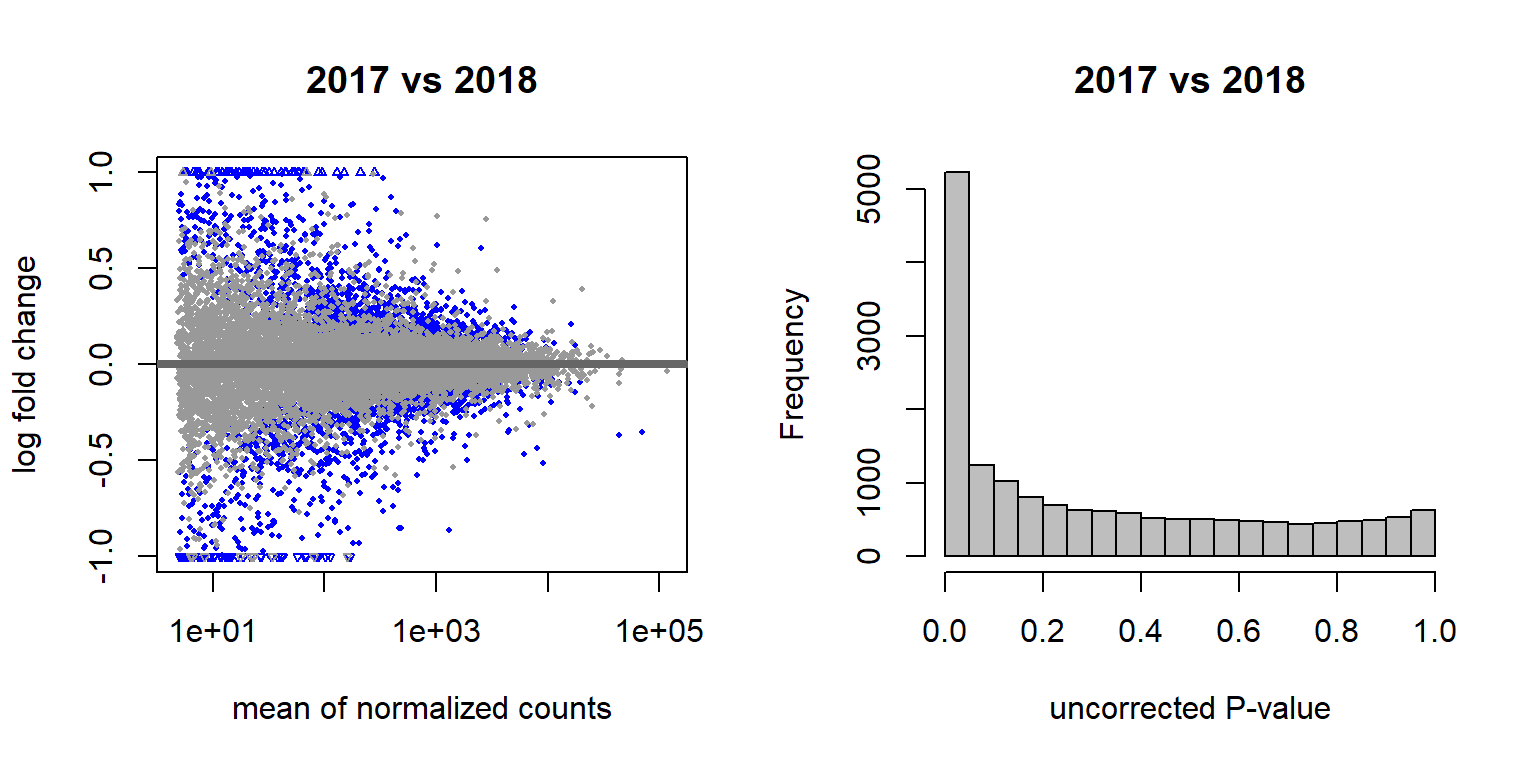 2017 vs 2018
log fold change
1.0
0.5
0.0
-0.5
-1.0
1e+01 1e+03 1e+05
mean of normalized counts
2017 vs 2018
Frequency
5000
3000
1000
0
0.0 0.2 0.4 0.6 0.8 1.0
uncorrected P-value